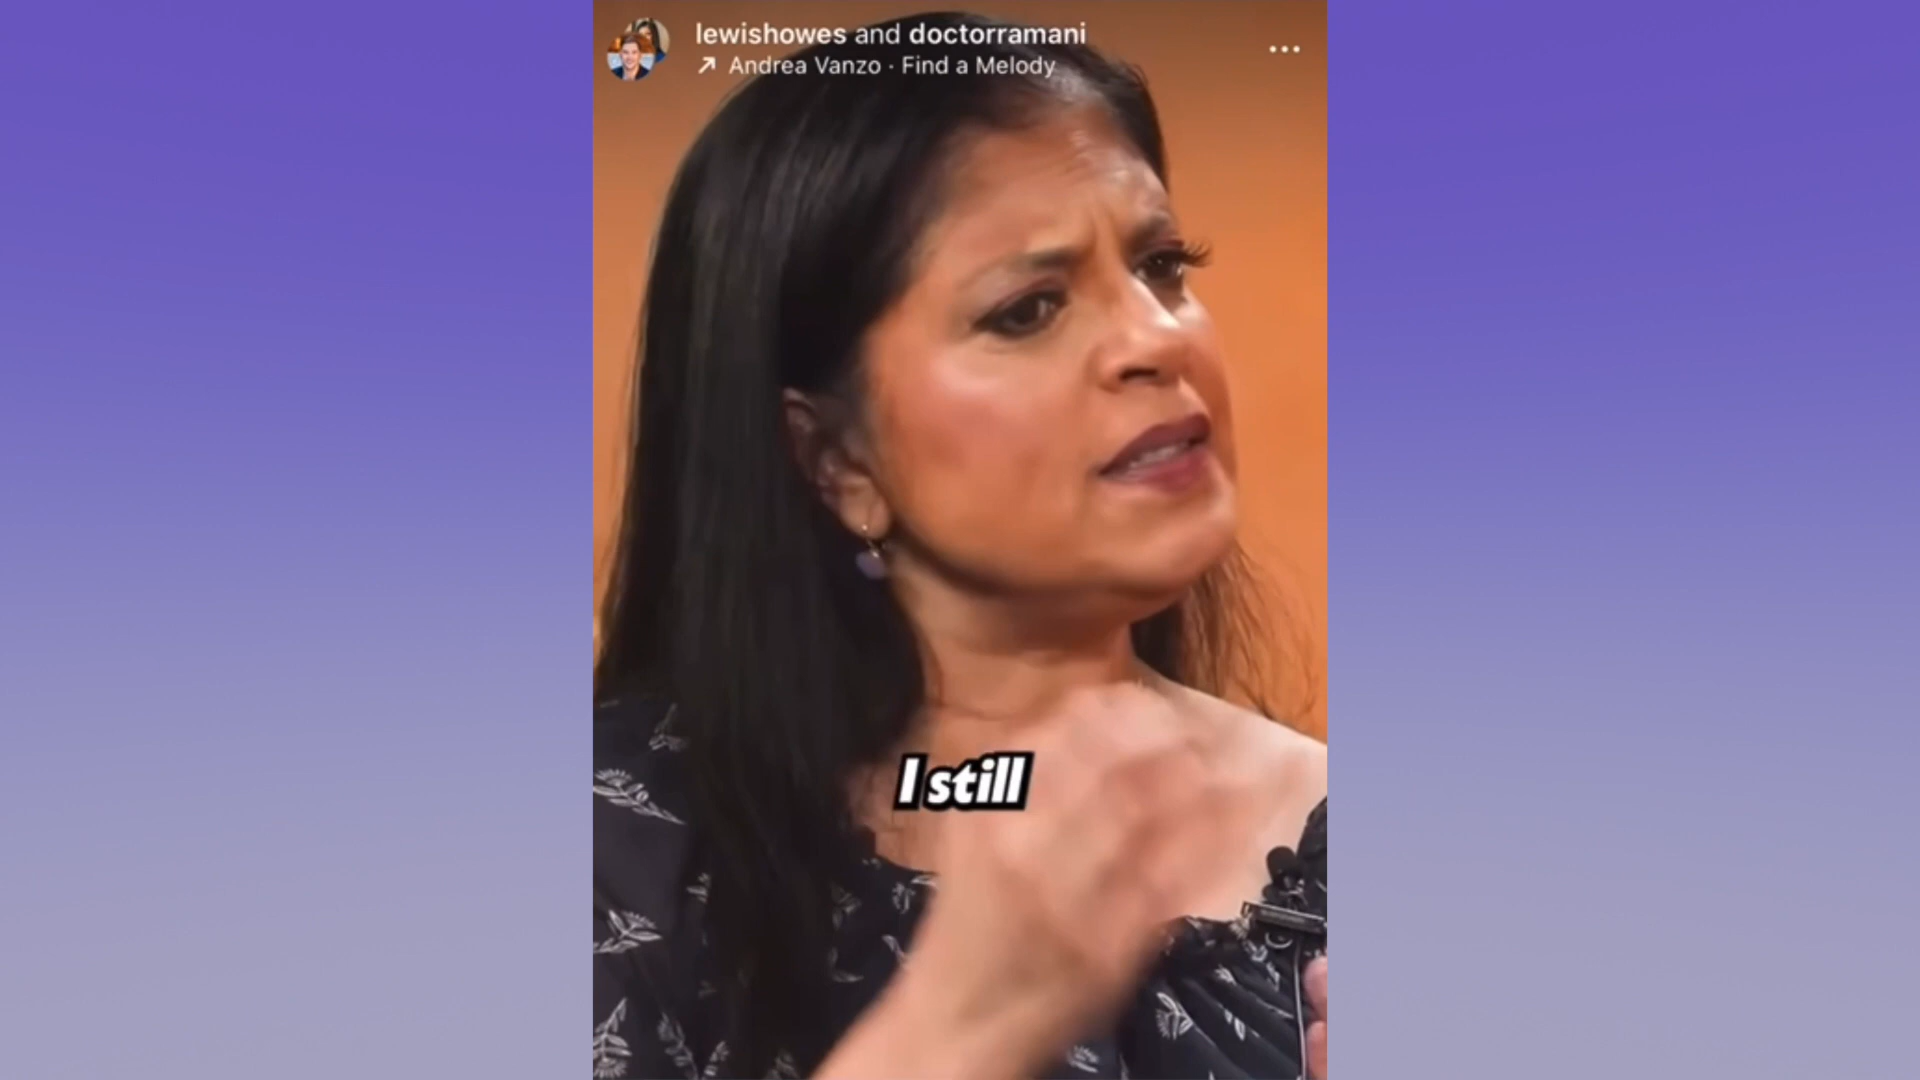 lewishowes and doctorramani
Andrea Vanzo · Find a Melody
I still